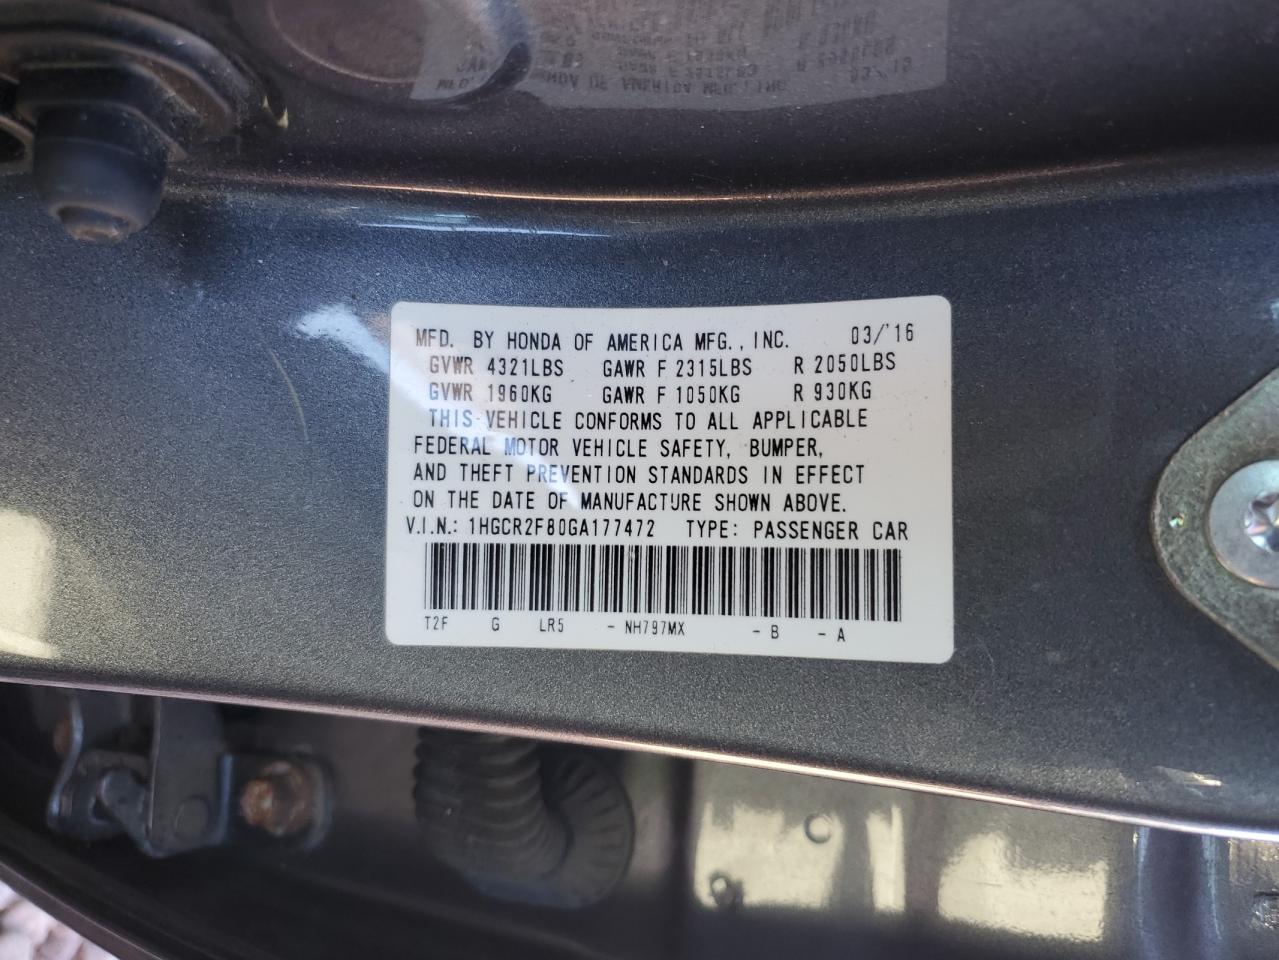 MFD. BY HONDA OF AMERICA MFG., INC. 03/'16
GVWR 4321LBS GAWR F 2315LBS R 2050LBS
GVWR 1960KG GAWR F 1050KG R 930KG
THIS VEHICLE CONFORMS TO ALL APPLICABLE
FEDERAL MOTOR VEHICLE SAFETY, BUMPER,
AND THEFT PREVENTION STANDARDS IN EFFECT
ON THE DATE OF MANUFACTURE SHOWN ABOVE.
V.I.N.: 1HGCR2F80GA177472 TYPE: PASSENGER CAR
T2F G LR5 - NH797MX - B - A